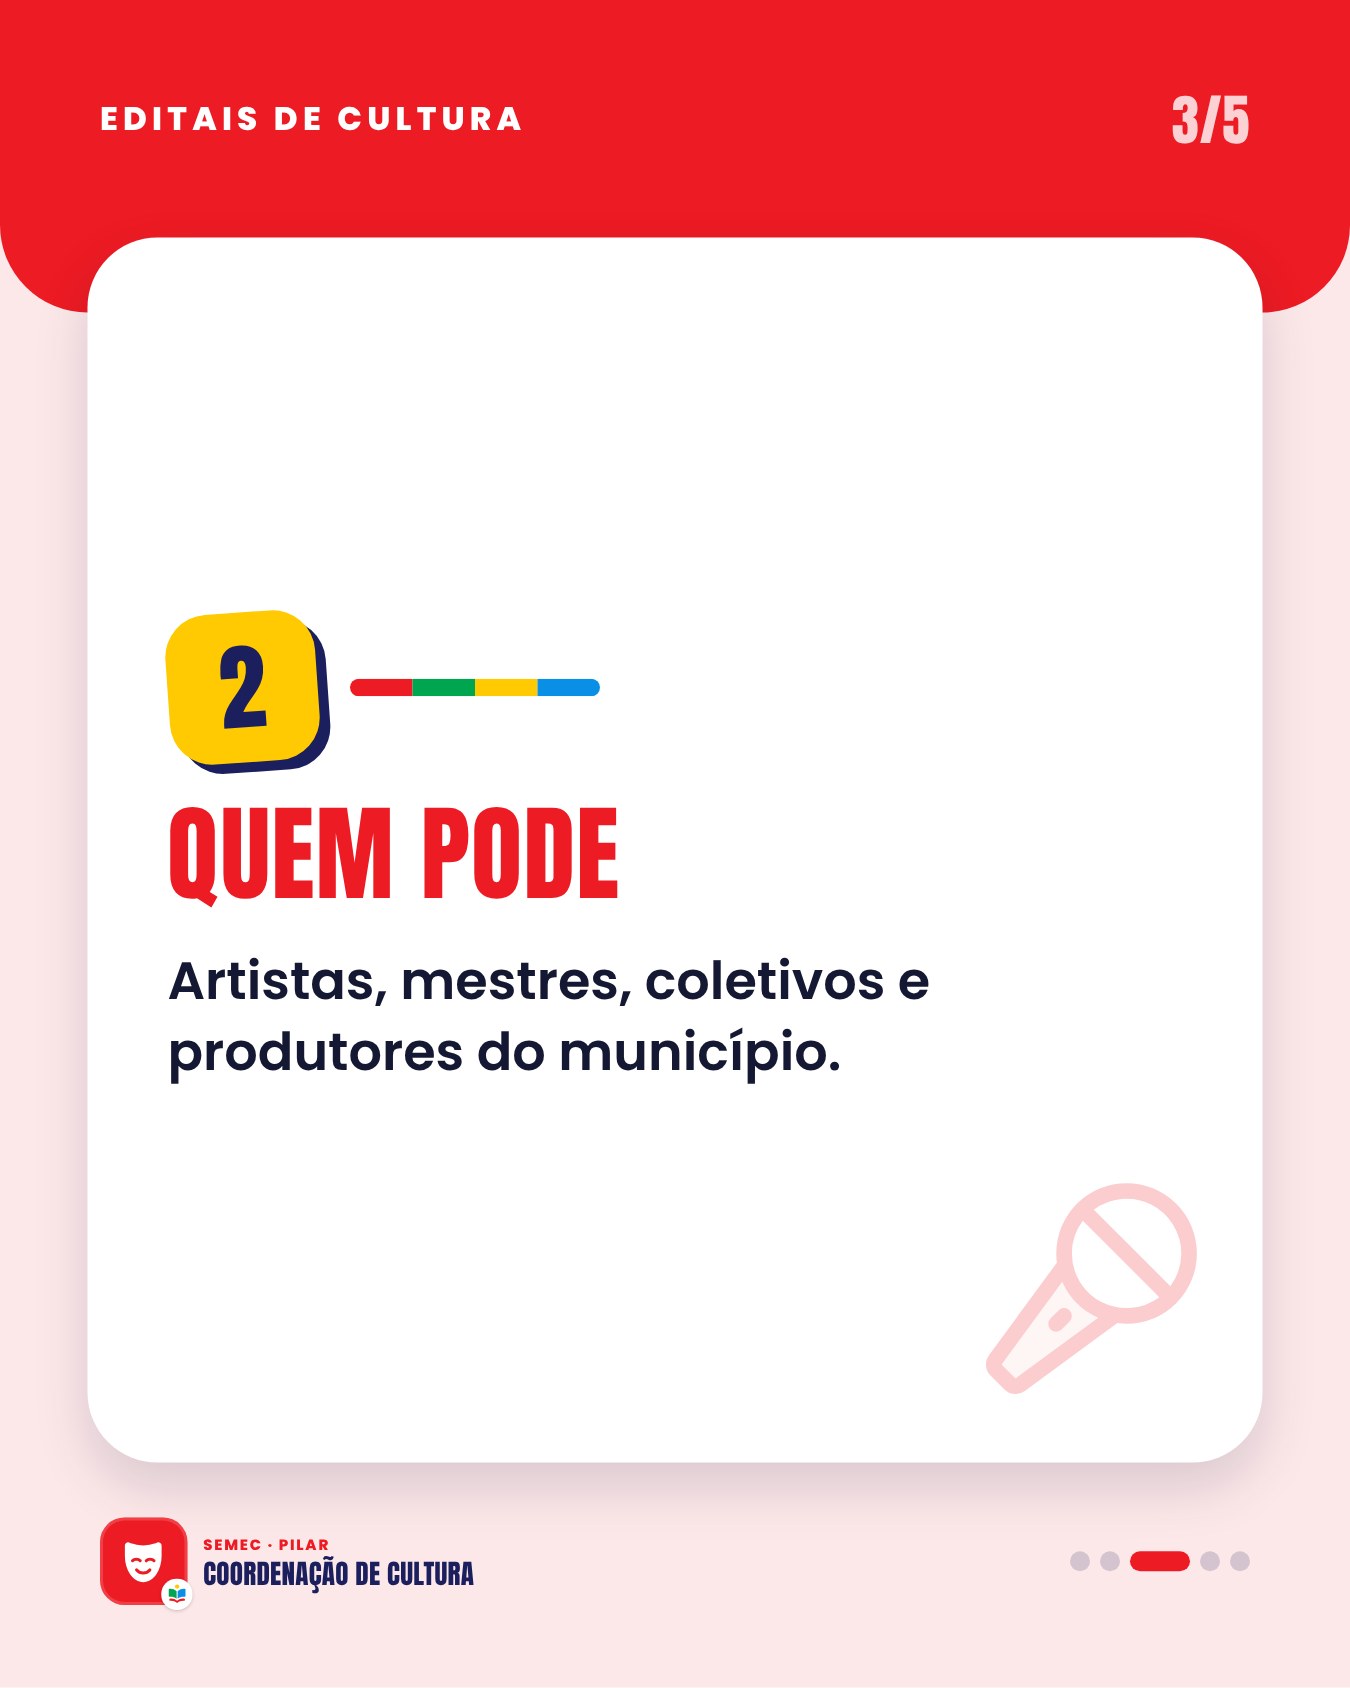 EDITAIS DE CULTURA
3/5
2
QUEM PODE
Artistas, mestres, coletivos e
produtores do município.
SEMEC · PILAR
COORDENAÇÃO DE CULTURA